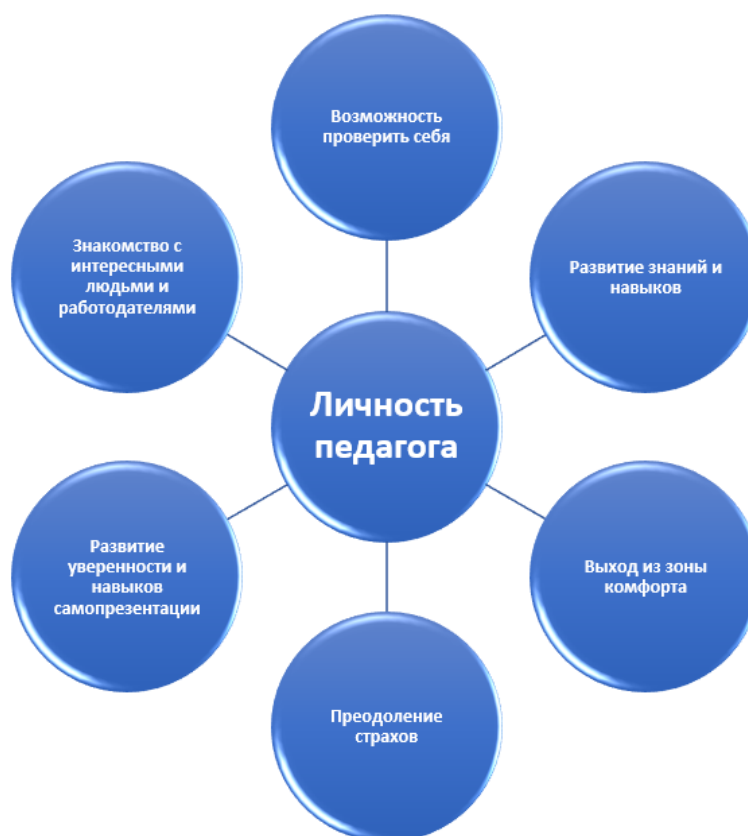 Возможность
проверить себя
Знакомство с
интересными
людьми и
работодателями
Развитие знаний и
навыков
Личность
педагога
Развитие
уверенности и
навыков
самопрезентации
Выход из зоны
комфорта
Преодоление
страхов